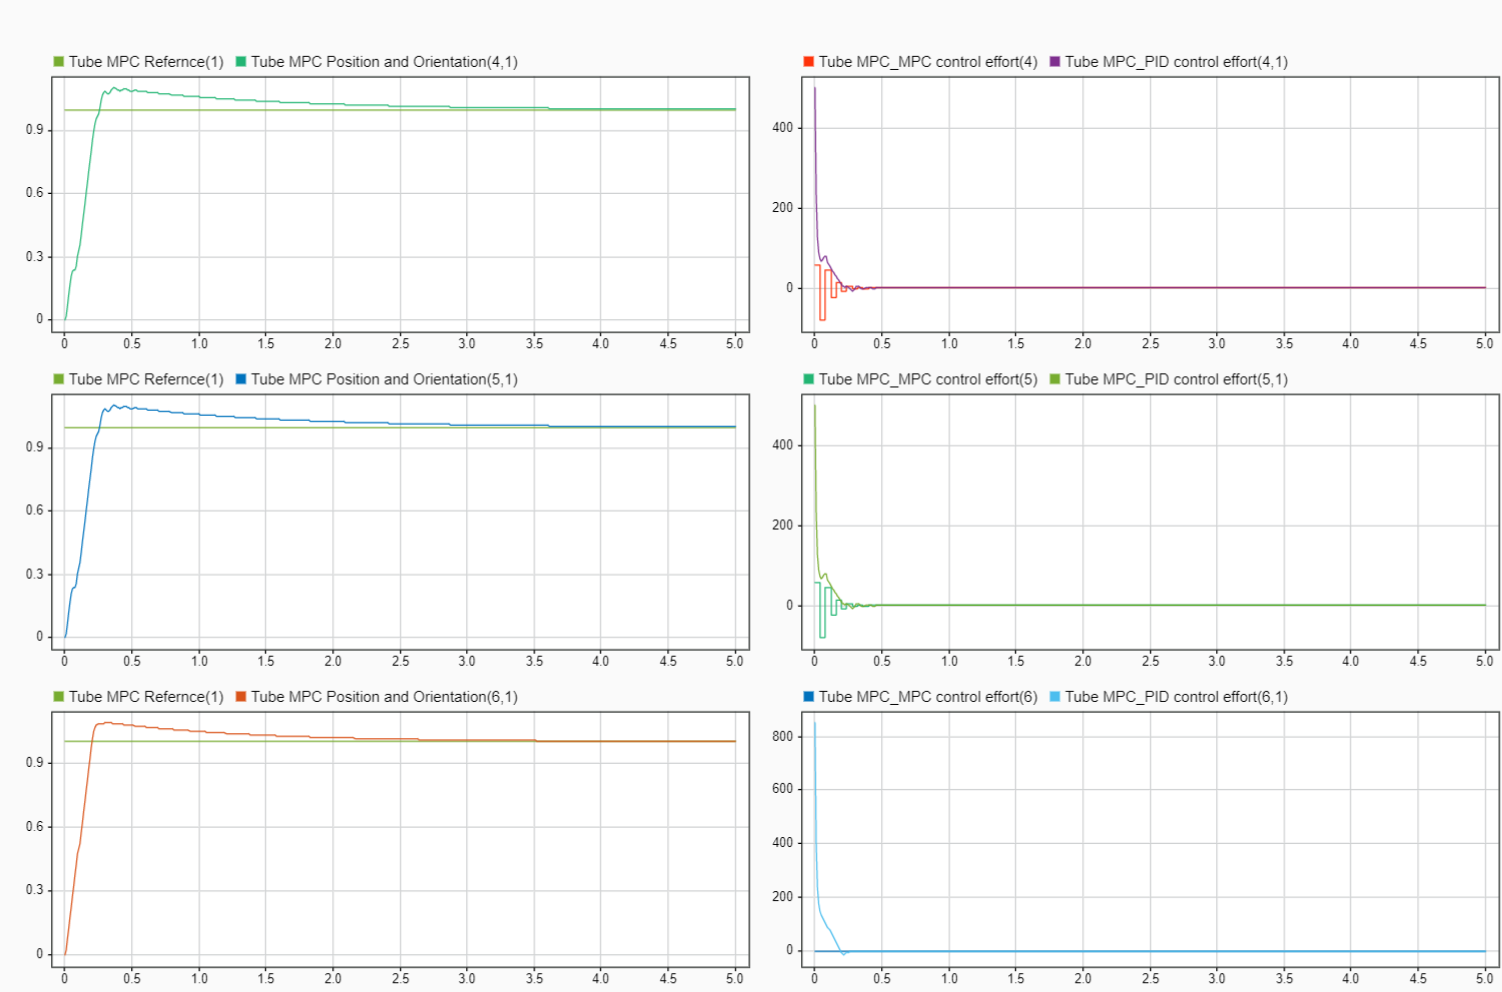 Tube MPC Refernce(1) Tube MPC Position and Orientation(4,1)
0.9
0.6
0.3
0
0 0.5 1.0 1.5 2.0 2.5 3.0 3.5 4.0 4.5 5.0
Tube MPC_MPC control effort(4) Tube MPC_PID control effort(4,1)
400
200
0
0 0.5 1.0 1.5 2.0 2.5 3.0 3.5 4.0 4.5 5.0
Tube MPC Refernce(1) Tube MPC Position and Orientation(5,1)
0.9
0.6
0.3
0
0 0.5 1.0 1.5 2.0 2.5 3.0 3.5 4.0 4.5 5.0
Tube MPC_MPC control effort(5) Tube MPC_PID control effort(5,1)
400
200
0
0 0.5 1.0 1.5 2.0 2.5 3.0 3.5 4.0 4.5 5.0
Tube MPC Refernce(1) Tube MPC Position and Orientation(6,1)
0.9
0.6
0.3
0
0 0.5 1.0 1.5 2.0 2.5 3.0 3.5 4.0 4.5 5.0
Tube MPC_MPC control effort(6) Tube MPC_PID control effort(6,1)
800
600
400
200
0
0 0.5 1.0 1.5 2.0 2.5 3.0 3.5 4.0 4.5 5.0